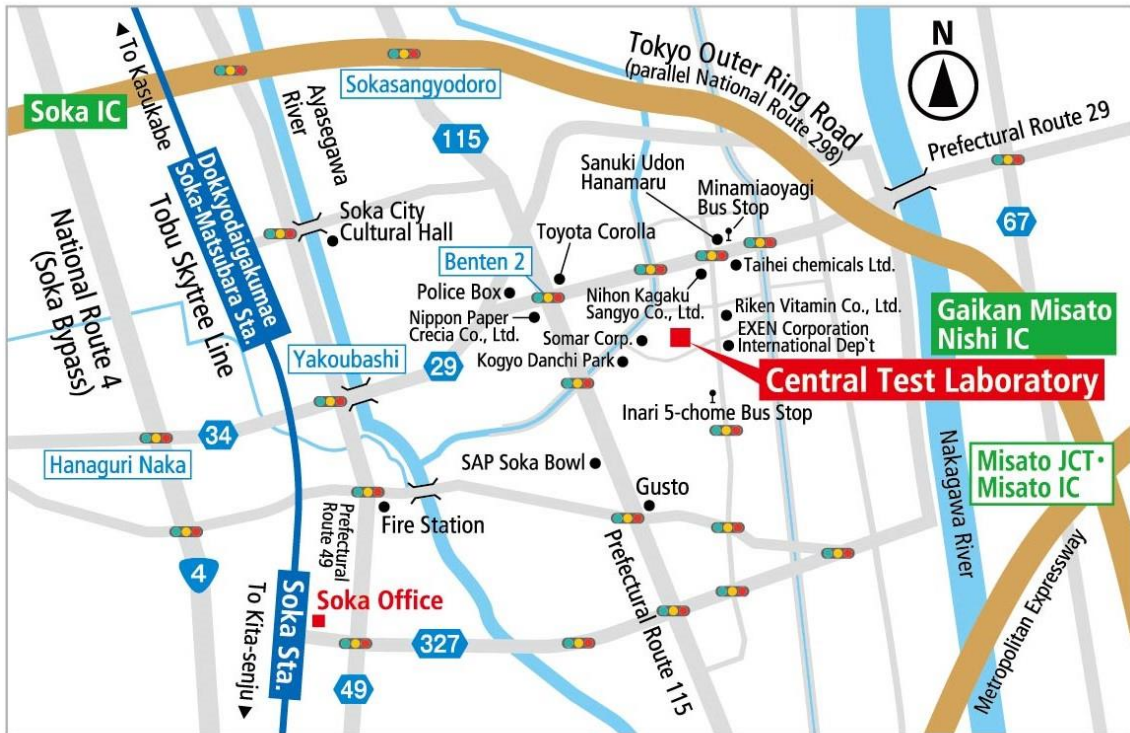 To Kasukabe
Soka IC
Sokasangyodoro
115
Ayasegawa
River
Tokyo Outer Ring Road
(parallel National Route 298)
N
Prefectural Route 29
67
Dokkyodaigakumae
Soka-Matsubara Sta.
Tobu Skytree Line
National Route 4
(Soka Bypass)
Soka City
Cultural Hall
Sanuki Udon
Hanamaru
Minamiaoyagi
Bus Stop
Toyota Corolla
Benten 2
Taihei chemicals Ltd.
Police Box
Nihon Kagaku
Sangyo Co., Ltd.
Riken Vitamin Co., Ltd.
Nippon Paper
Crecia Co., Ltd.
Somar Corp.
EXEN Corporation
International Dep't
Kogyo Danchi Park
Gaikan Misato
Nishi IC
Central Test Laboratory
Yakoubashi
29
Inari 5-chome Bus Stop
34
Hanaguri Naka
SAP Soka Bowl
Misato JCT・
Misato IC
Nakagawa River
Gusto
Fire Station
Prefectural
Route 49
4
Soka Sta.
To Kita-senju
Soka Office
327
49
Prefectural Route 115
Metropolitan Expressway